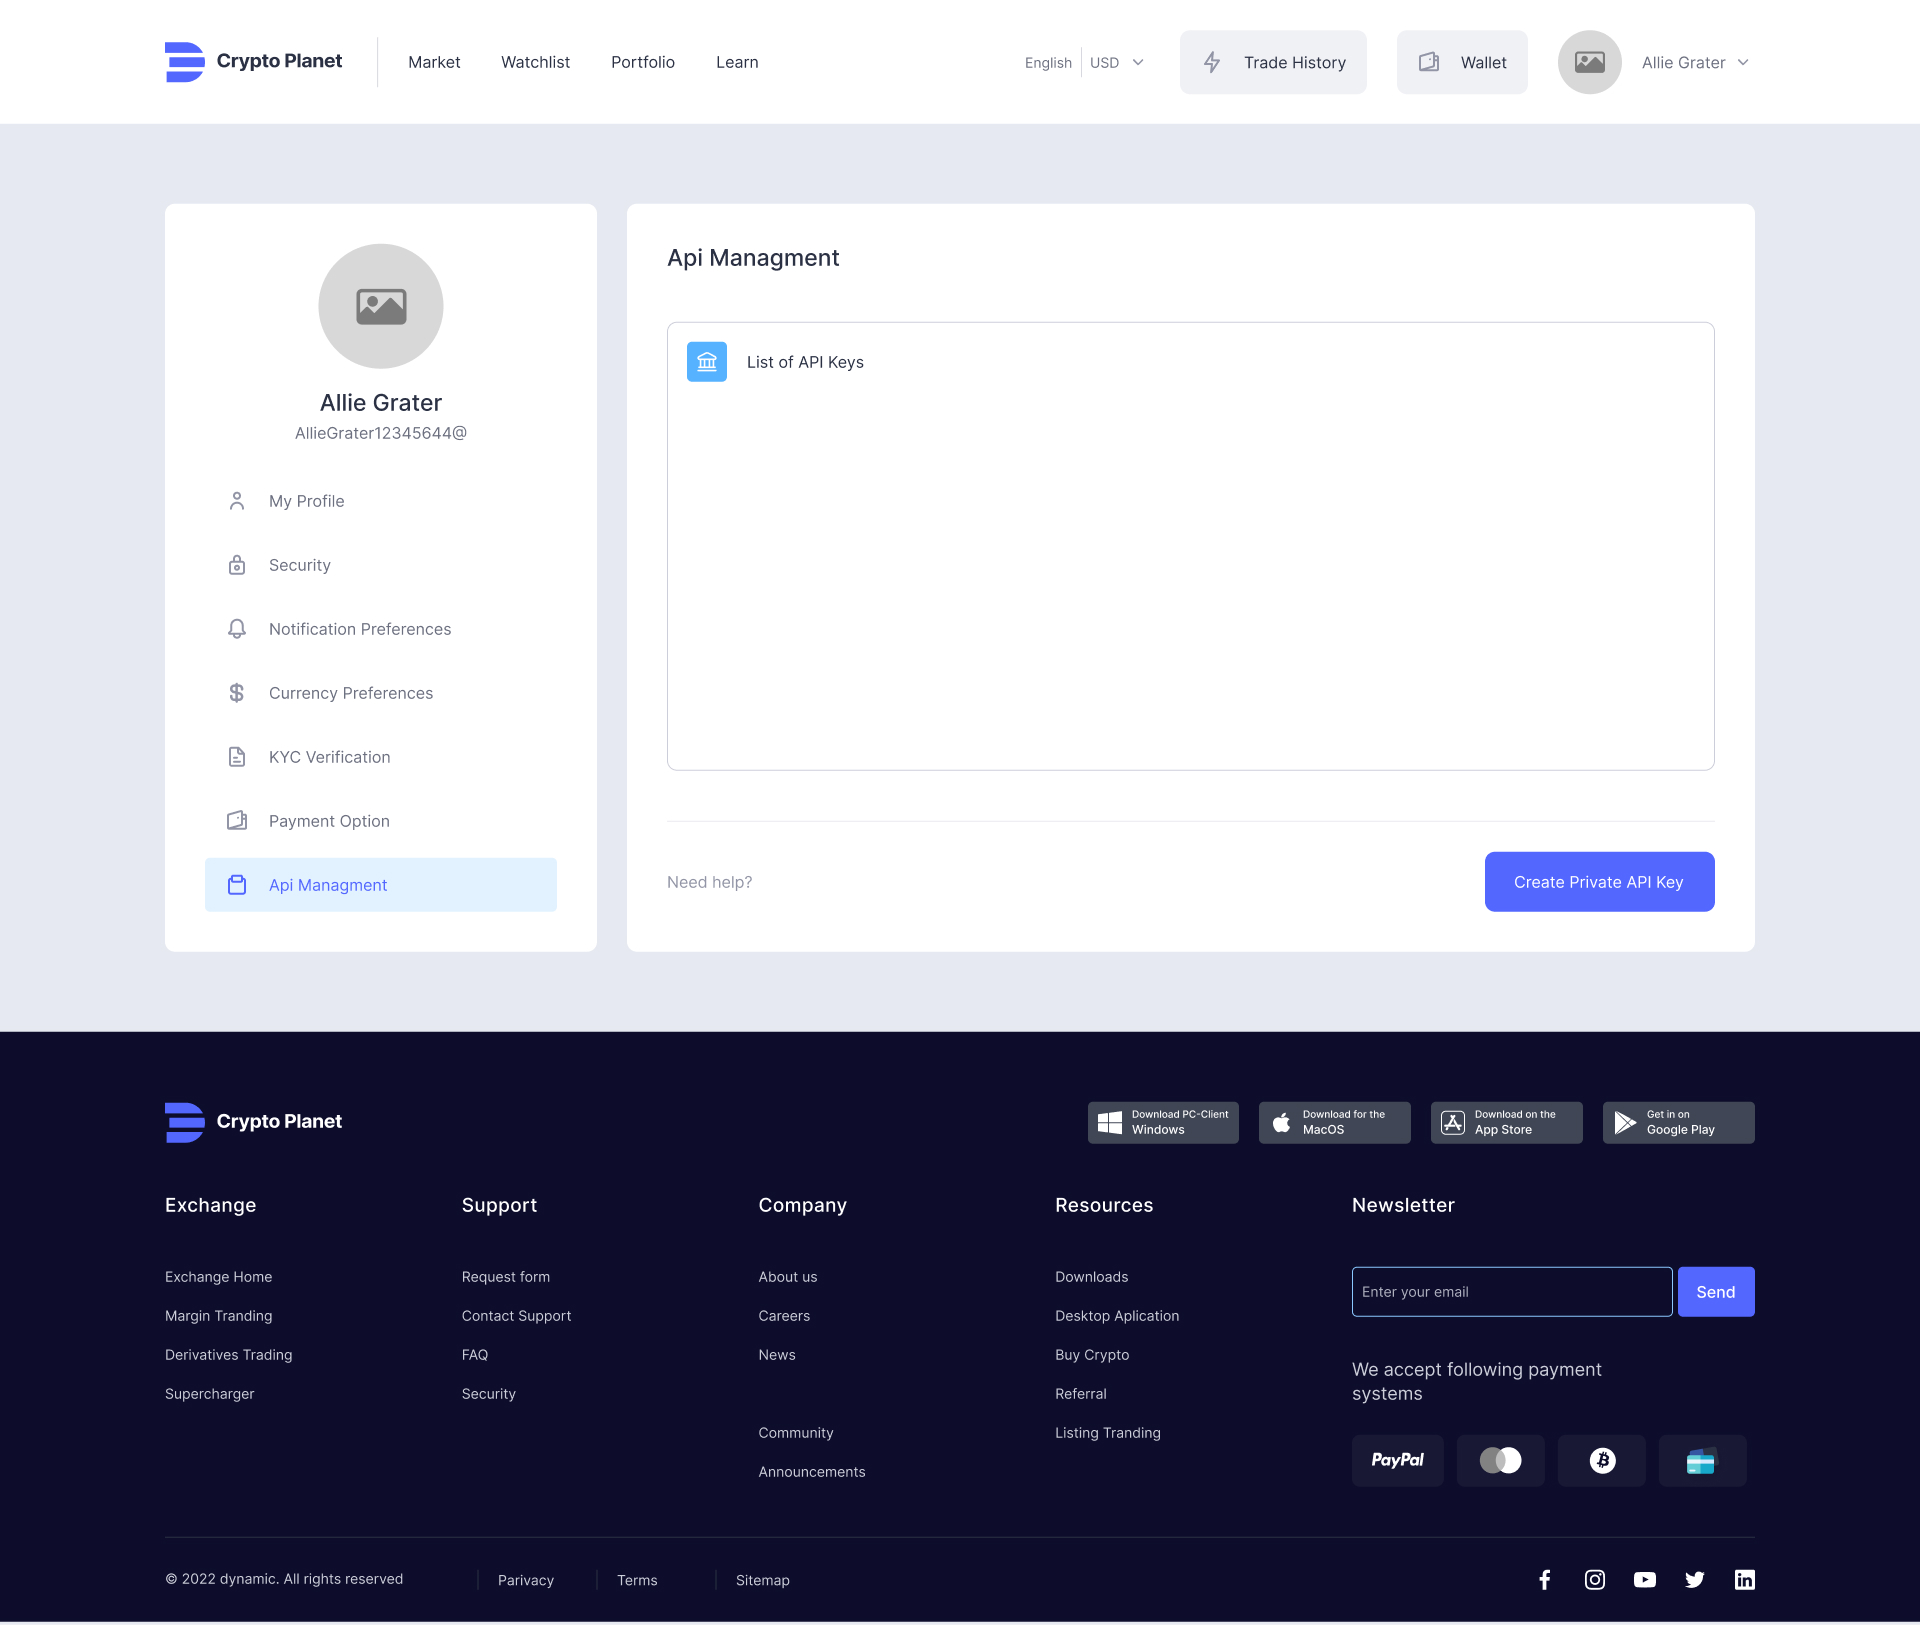 Crypto Planet
Market
Watchlist
Portfolio
Learn
English
USD
Trade History
Wallet
Allie Grater
Allie Grater
AllieGrater12345644@
My Profile
Security
Notification Preferences
Currency Preferences
KYC Verification
Payment Option
Api Managment
Api Managment
List of API Keys
Need help?
Create Private API Key
Crypto Planet
Download PC-Client
Windows
Download for the
MacOS
Download on the
App Store
Get in on
Google Play
Exchange
Exchange Home
Margin Tranding
Derivatives Trading
Supercharger
Support
Request form
Contact Support
FAQ
Security
Company
About us
Careers
News
Community
Announcements
Resources
Downloads
Desktop Aplication
Buy Crypto
Referral
Listing Tranding
Newsletter
Enter your email
Send
We accept following payment
systems
PayPal
© 2022 dynamic. All rights reserved
Parivacy
Terms
Sitemap